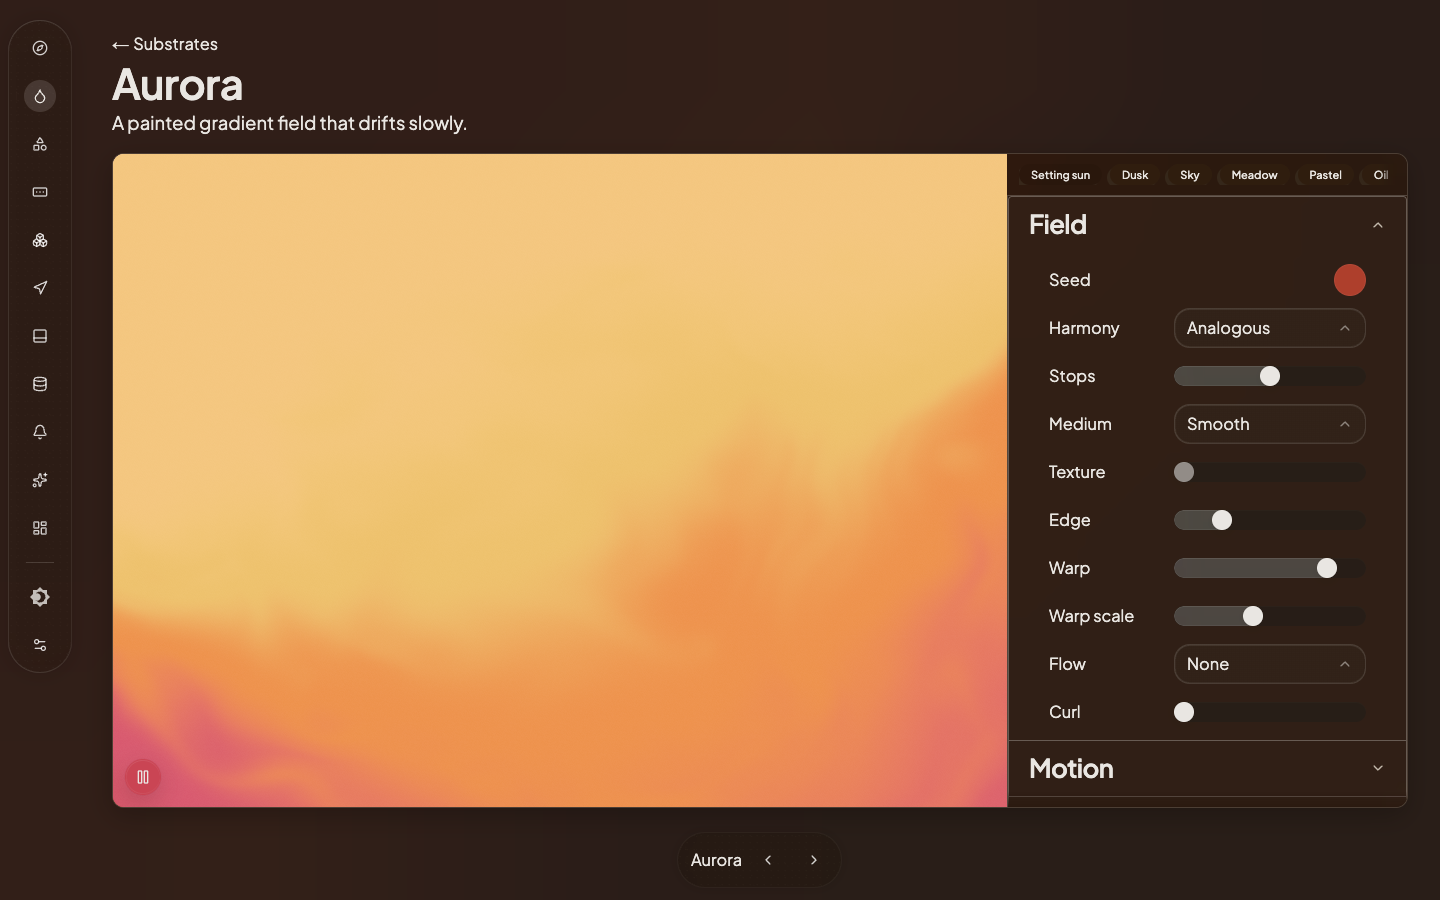 ← Substrates
Aurora
A painted gradient field that drifts slowly.
Setting sun Dusk Sky Meadow Pastel Oil
Field
Seed
Harmony Analogous
Stops
Medium Smooth
Texture
Edge
Warp
Warp scale
Flow None
Curl
Motion
Aurora